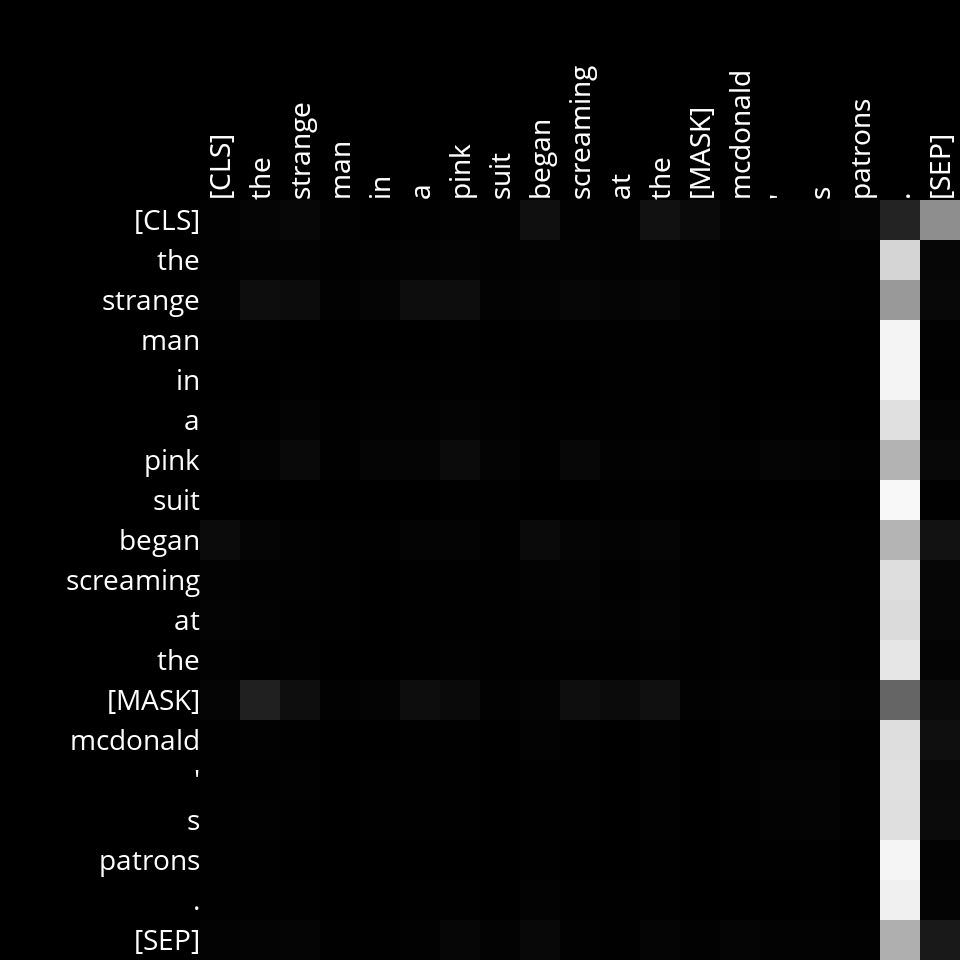 [CLS] the strange man in a pink suit began screaming at the [MASK] mcdonald ' s patrons . [SEP]
[CLS]
the
strange
man
in
a
pink
suit
began
screaming
at
the
[MASK]
mcdonald
'
s
patrons
.
[SEP]